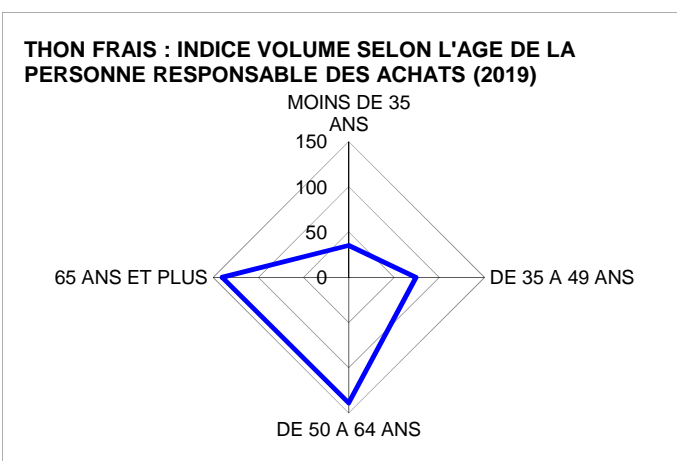 THON FRAIS : INDICE VOLUME SELON L'AGE DE LA
PERSONNE RESPONSABLE DES ACHATS (2019)
MOINS DE 35
ANS
150
100
50
0
65 ANS ET PLUS
DE 35 A 49 ANS
DE 50 A 64 ANS